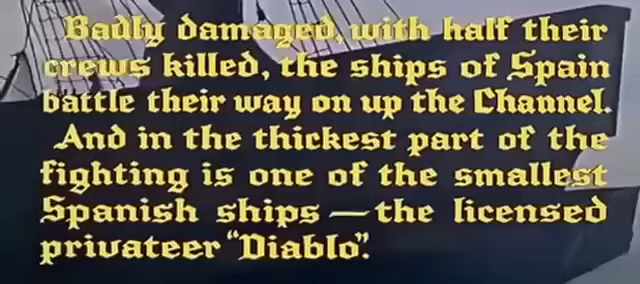 Badly damaged, with half their
crews killed, the ships of Spain
battle their way on up the Channel.
And in the thickest part of the
fighting is one of the smallest
Spanish ships — the licensed
privateer “Diablo”.